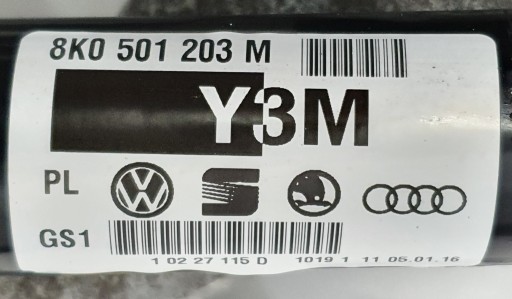 8K0 501 203 M
Y3M
PL
GS1
1 02 27 115 D 1019 1 11 05.01.16